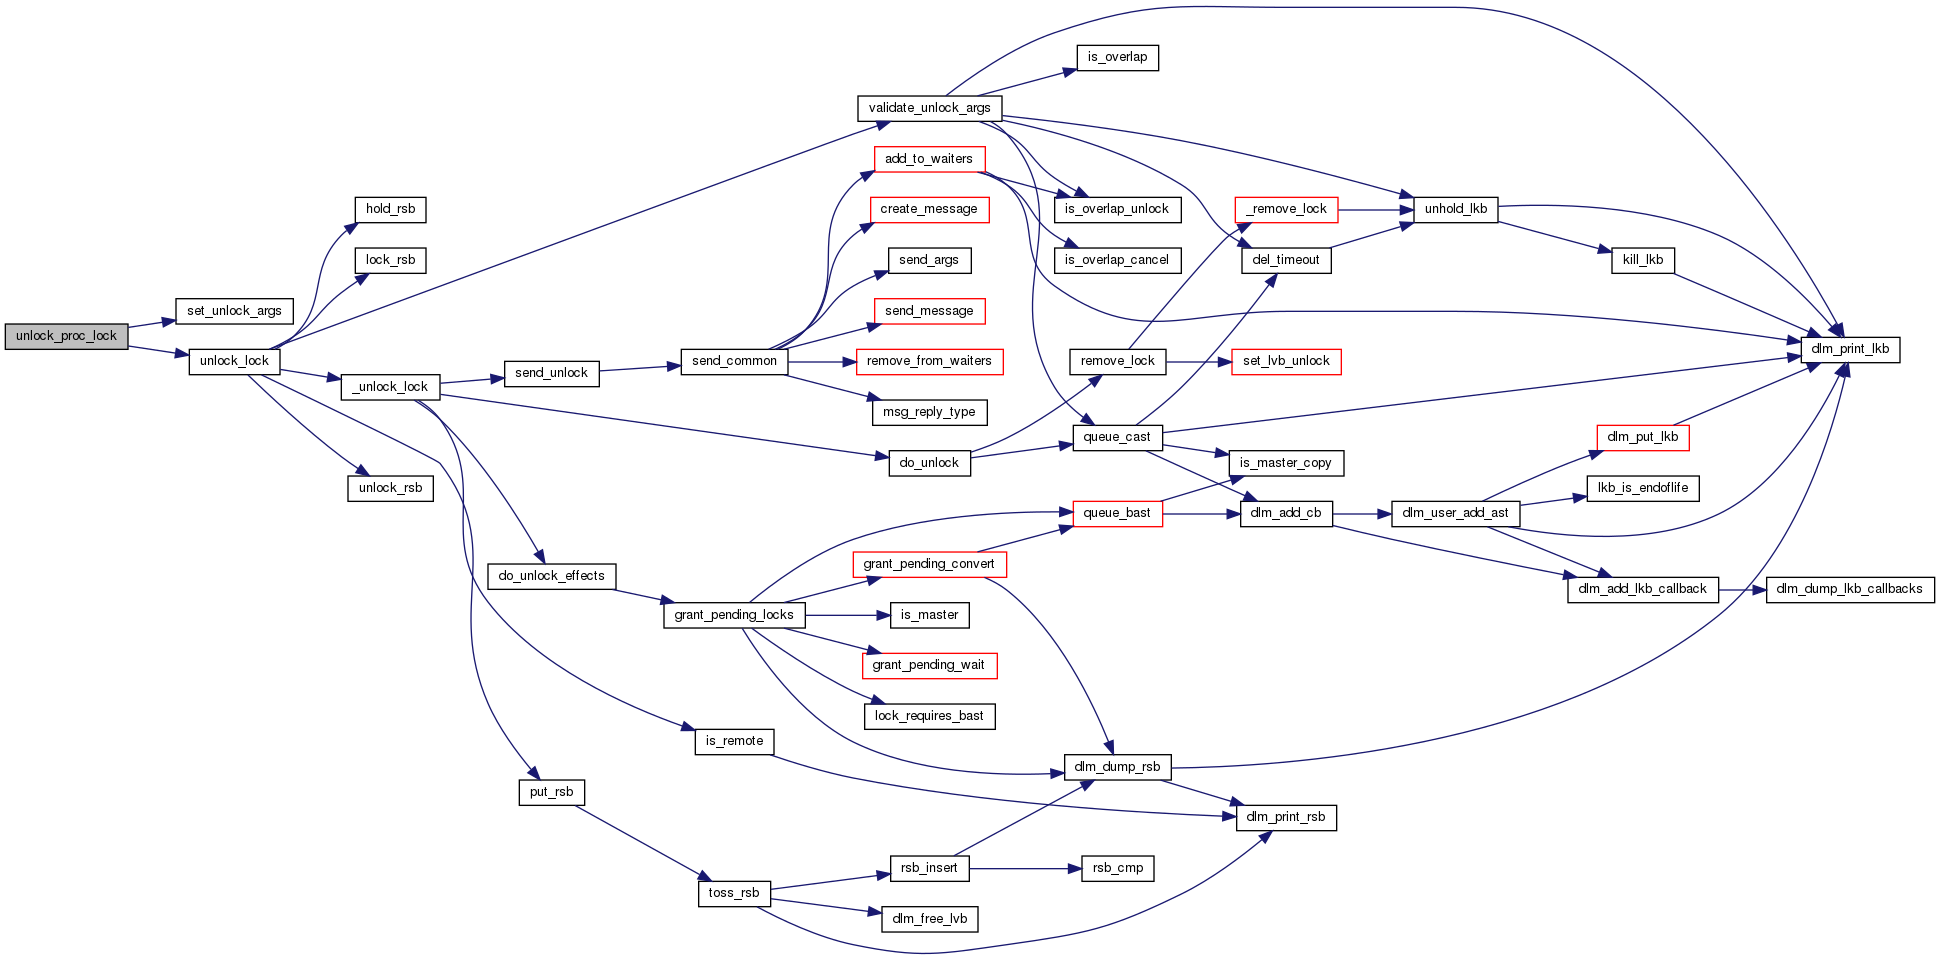 unlock_proc_lock
set_unlock_args
unlock_lock
hold_rsb
lock_rsb
_unlock_lock
unlock_rsb
send_unlock
do_unlock_effects
put_rsb
send_common
grant_pending_locks
is_remote
toss_rsb
validate_unlock_args
add_to_waiters
create_message
send_args
send_message
remove_from_waiters
msg_reply_type
do_unlock
grant_pending_convert
is_master
grant_pending_wait
lock_requires_bast
rsb_insert
dlm_free_lvb
is_overlap
is_overlap_unlock
is_overlap_cancel
remove_lock
queue_cast
queue_bast
dlm_dump_rsb
rsb_cmp
_remove_lock
del_timeout
set_lvb_unlock
is_master_copy
dlm_add_cb
dlm_print_rsb
unhold_lkb
dlm_user_add_ast
kill_lkb
dlm_put_lkb
lkb_is_endoflife
dlm_add_lkb_callback
dlm_print_lkb
dlm_dump_lkb_callbacks